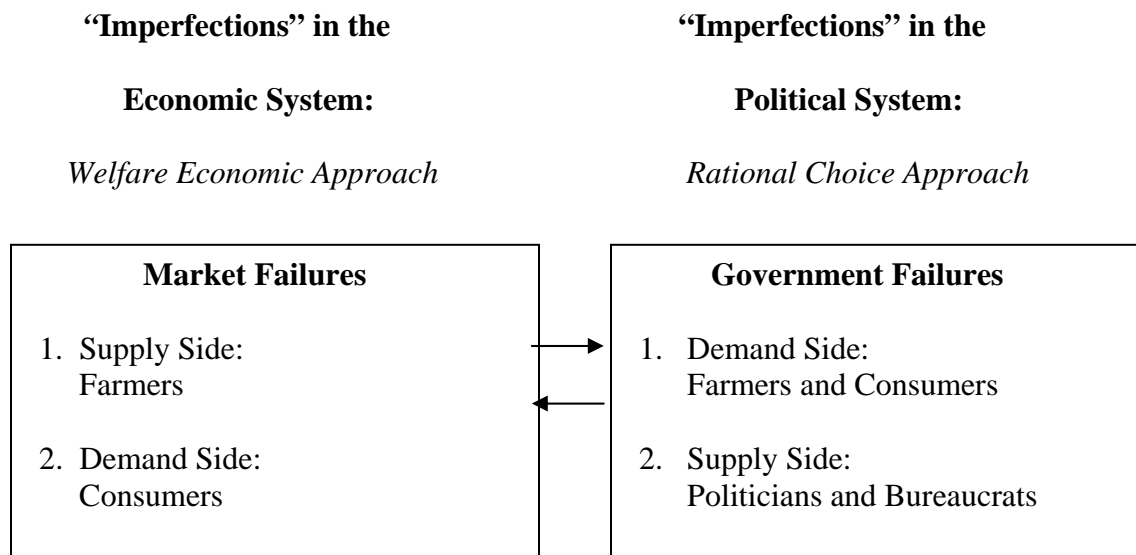 “Imperfections” in the
Economic System:
Welfare Economic Approach
Market Failures
1. Supply Side:
Farmers
2. Demand Side:
Consumers
“Imperfections” in the
Political System:
Rational Choice Approach
Government Failures
1. Demand Side:
Farmers and Consumers
2. Supply Side:
Politicians and Bureaucrats